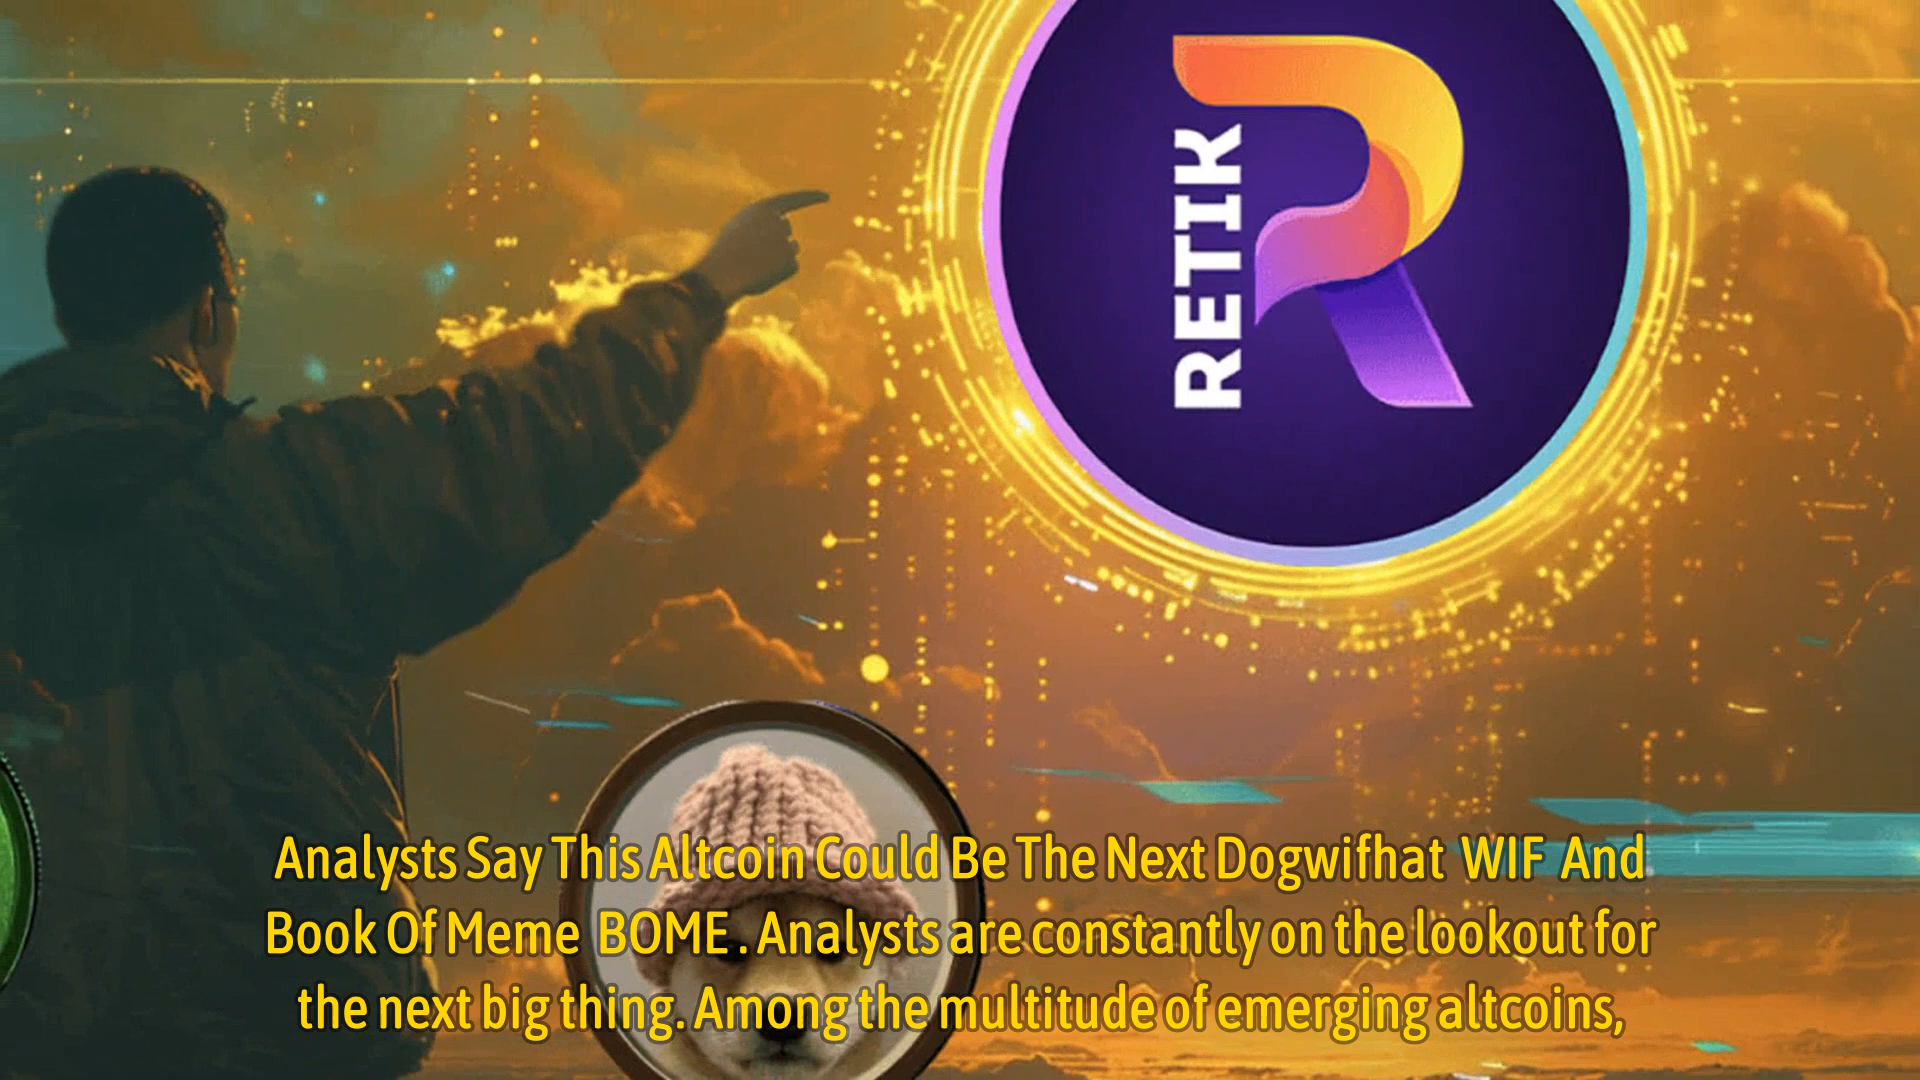 RETIK
Analysts Say This Altcoin Could Be The Next Dogwifhat WIF And
Book Of Meme BOME . Analysts are constantly on the lookout for
the next big thing. Among the multitude of emerging altcoins,